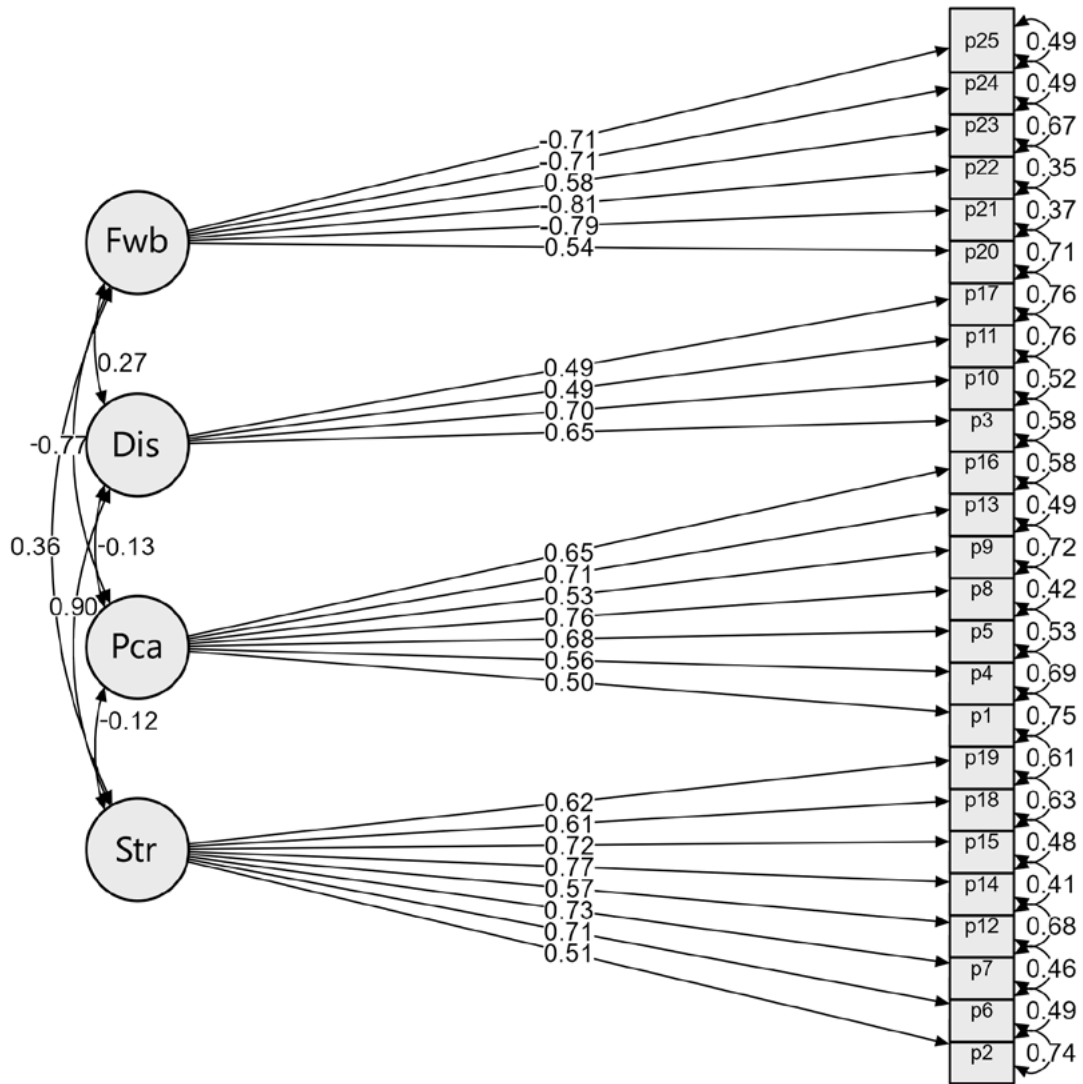 p25 0.49
p24 0.49
p23 0.67
p22 0.35
p21 0.37
p20 0.71
p17 0.76
p11 0.76
p10 0.52
p3 0.58
p16 0.58
p13 0.49
p9 0.72
p8 0.42
p5 0.53
p4 0.69
p1 0.75
p19 0.61
p18 0.63
p15 0.48
p14 0.41
p12 0.68
p7 0.46
p6 0.49
p2 0.74
-0.71
-0.71
0.58
-0.81
-0.79
0.54
Fwb
0.27
0.49
0.49
0.70
0.65
Dis
-0.77
0.36
-0.13
0.90
0.65
0.71
0.53
0.76
0.68
0.56
0.50
Pca
-0.12
0.62
0.61
0.72
0.77
0.57
0.73
0.71
0.51
Str